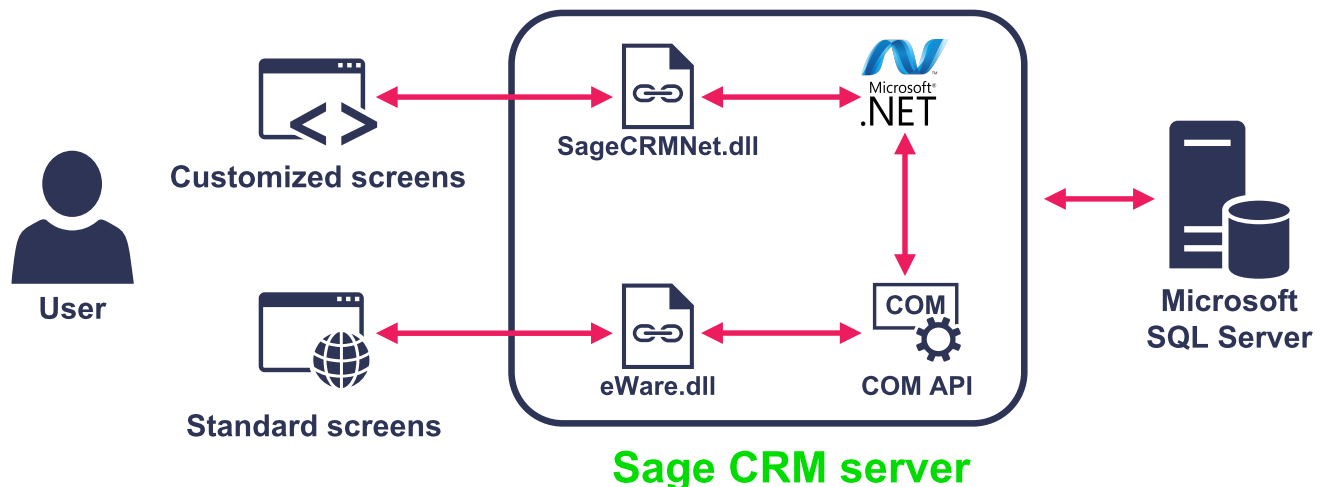 User
Customized screens
Standard screens
SageCRMNet.dll
Microsoft®
.NET
eWare.dll
COM
COM API
Microsoft
SQL Server
Sage CRM server